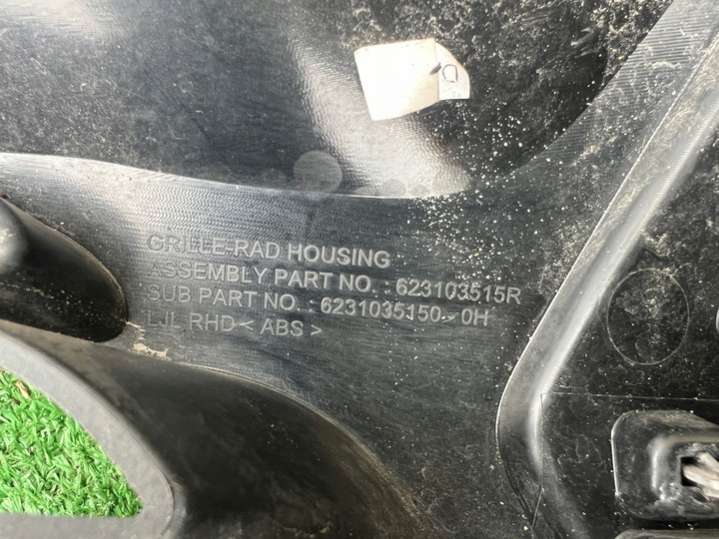 GRILLE-RAD HOUSING
ASSEMBLY PART NO. : 623103515R
SUB PART NO. : 6231035150-0H
LJL RHD< ABS >